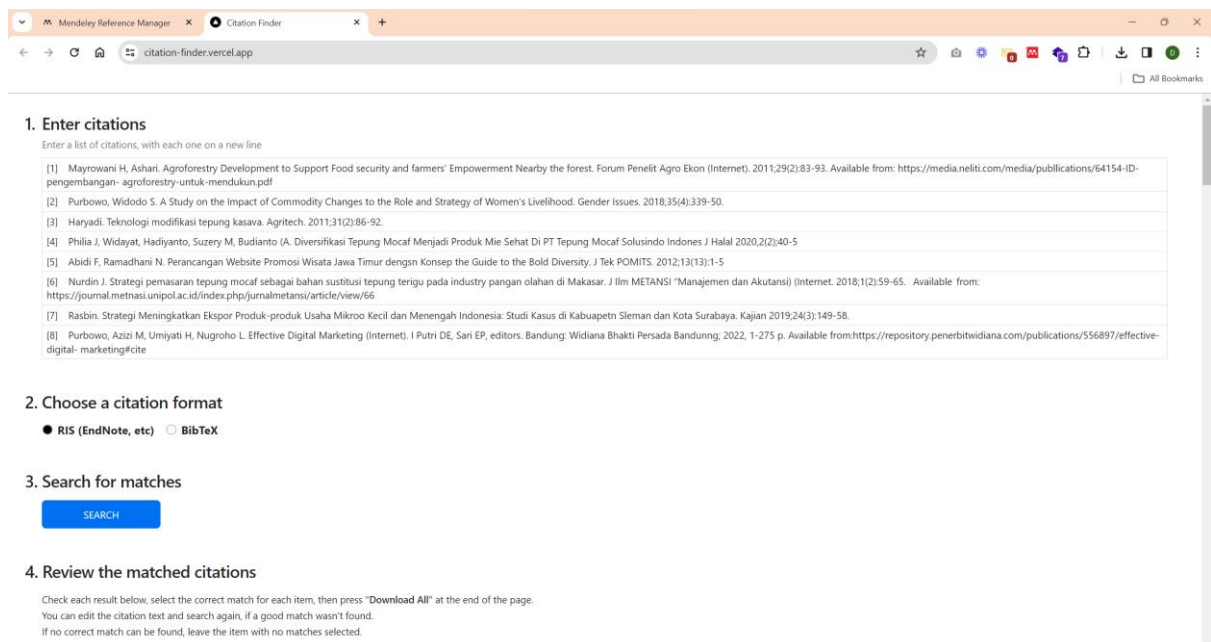 Mendeley Reference Manager
Citation Finder
citation-finder.vercel.app
0
7
D
All Bookmarks
1. Enter citations
Enter a list of citations, with each one on a new line
[1] Mayrowani H, Ashari. Agroforestry Development to Support Food security and farmers' Empowerment Nearby the forest. Forum Penelit Agro Ekon (Internet). 2011;29(2):83-93. Available from: https://media.neliti.com/media/publlications/64154-ID-
pengembangan- agroforestry-untuk-mendukun.pdf
[2] Purbowo, Widodo S. A Study on the Impact of Commodity Changes to the Role and Strategy of Women's Livelihood. Gender Issues. 2018;35(4):339-50.
[3] Haryadi. Teknologi modifikasi tepung kasava. Agritech. 2011;31(2):86-92.
[4] Philia J, Widayat, Hadiyanto, Suzery M, Budianto (A. Diversifikasi Tepung Mocaf Menjadi Produk Mie Sehat Di PT Tepung Mocaf Solusindo Indones J Halal 2020,2(2);40-5
[5] Abidi F, Ramadhani N. Perancangan Website Promosi Wisata Jawa Timur dengsn Konsep the Guide to the Bold Diversity. J Tek POMITS. 2012;13(13):1-5
[6] Nurdin J. Strategi pemasaran tepung mocaf sebagai bahan sustitusi tepung terigu pada industry pangan olahan di Makasar. J Ilm METANSI "Manajemen dan Akutansi) (Internet. 2018;1(2):59-65. Available from:
https://journal.metnasi.unipol.ac.id/index.php/jurnalmetansi/article/view/66
[7] Rasbin. Strategi Meningkatkan Ekspor Produk-produk Usaha Mikroo Kecil dan Menengah Indonesia: Studi Kasus di Kabuapetn Sleman dan Kota Surabaya. Kajian 2019;24(3):149-58.
[8] Purbowo, Azizi M, Umiyati H, Nugroho L. Effective Digital Marketing (Internet). I Putri DE, Sari EP, editors. Bandung: Widiana Bhakti Persada Bandunng; 2022, 1-275 p. Available from:https://repository.penerbitwidiana.com/publications/556897/effective-
digital- marketing#cite
2. Choose a citation format
RIS (EndNote, etc) BibTeX
3. Search for matches
SEARCH
4. Review the matched citations
Check each result below, select the correct match for each item, then press "Download All" at the end of the page.
You can edit the citation text and search again, if a good match wasn't found.
If no correct match can be found, leave the item with no matches selected.